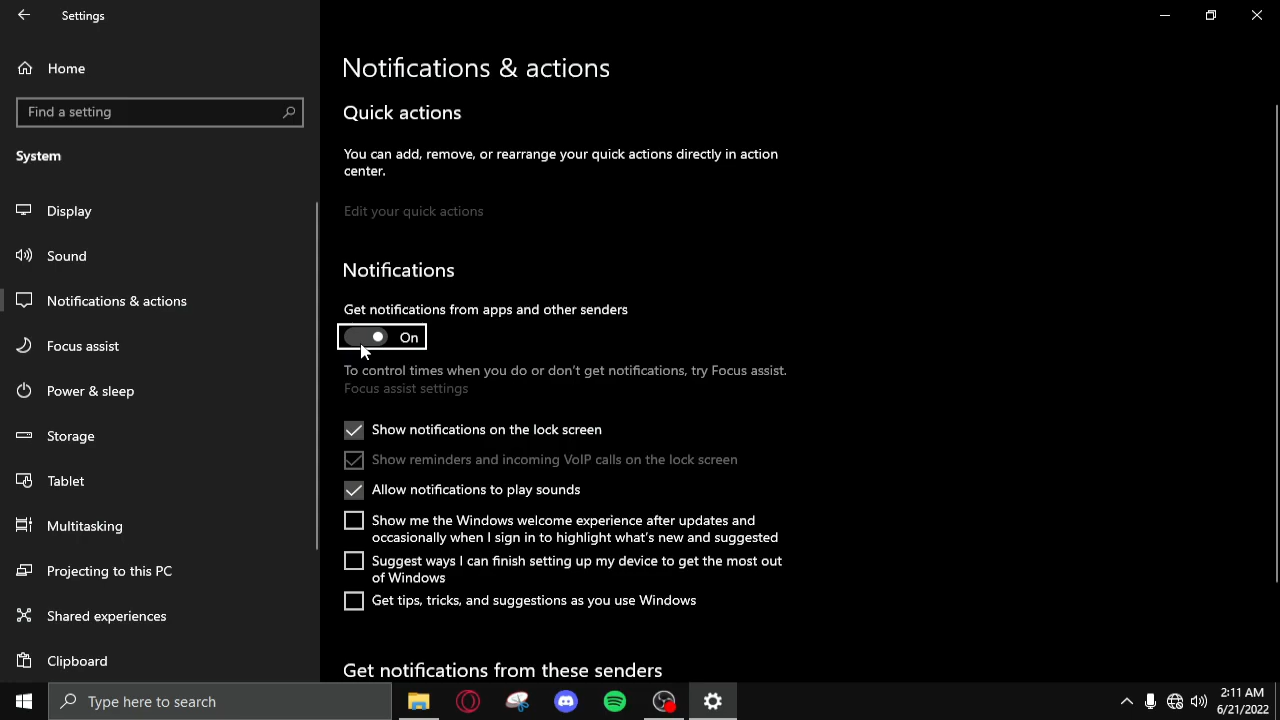 Settings
Home
Find a setting
System
Display
Sound
Notifications & actions
Focus assist
Power & sleep
Storage
Tablet
Multitasking
Projecting to this PC
Shared experiences
Clipboard
Notifications & actions
Quick actions
You can add, remove, or rearrange your quick actions directly in action
center.
Edit your quick actions
Notifications
Get notifications from apps and other senders
On
To control times when you do or don't get notifications, try Focus assist.
Focus assist settings
Show notifications on the lock screen
Show reminders and incoming VoIP calls on the lock screen
Allow notifications to play sounds
Show me the Windows welcome experience after updates and
occasionally when I sign in to highlight what's new and suggested
Suggest ways I can finish setting up my device to get the most out
of Windows
Get tips, tricks, and suggestions as you use Windows
Get notifications from these senders
Type here to search
2:11 AM
6/21/2022